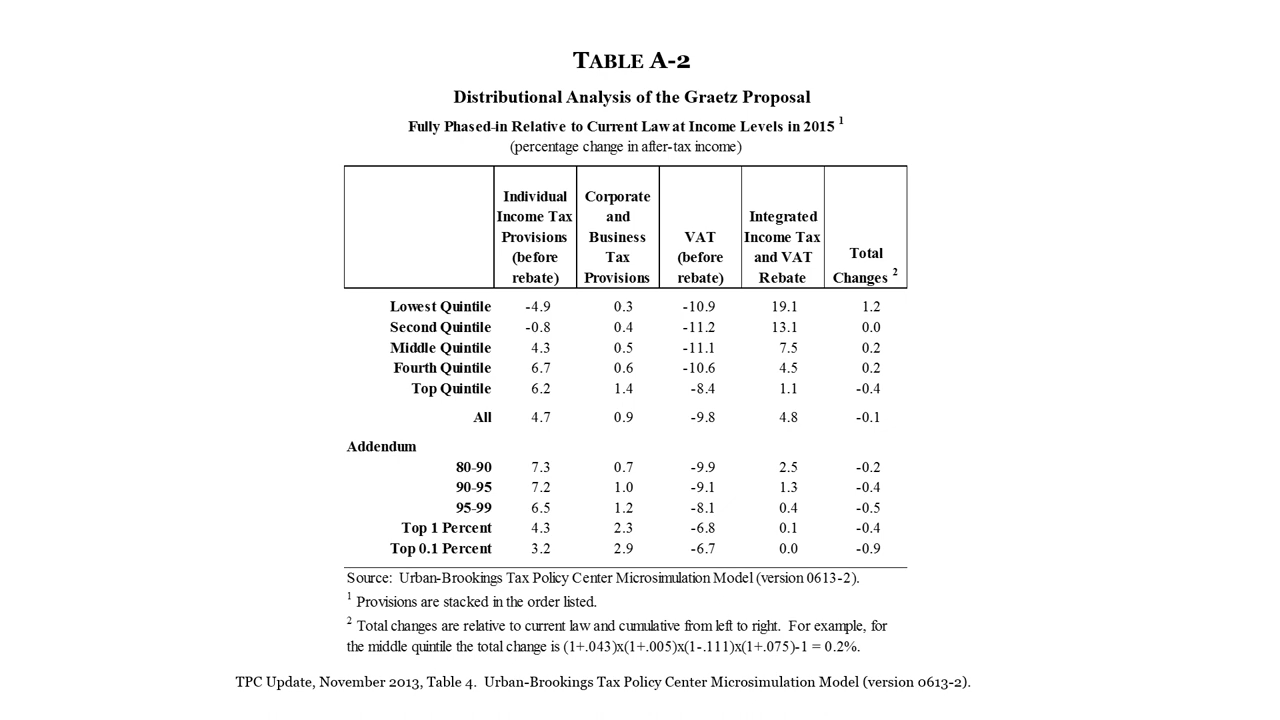 TABLE A-2
Distributional Analysis of the Graetz Proposal
Fully Phased-in Relative to Current Law at Income Levels in 2015 1
(percentage change in after-tax income)
Individual Income Tax Provisions (before rebate) Corporate and Business Tax Provisions VAT (before rebate) Integrated Income Tax and VAT Rebate Total Changes 2
Lowest Quintile -4.9 0.3 -10.9 19.1 1.2
Second Quintile -0.8 0.4 -11.2 13.1 0.0
Middle Quintile 4.3 0.5 -11.1 7.5 0.2
Fourth Quintile 6.7 0.6 -10.6 4.5 0.2
Top Quintile 6.2 1.4 -8.4 1.1 -0.4
All 4.7 0.9 -9.8 4.8 -0.1
Addendum
80-90 7.3 0.7 -9.9 2.5 -0.2
90-95 7.2 1.0 -9.1 1.3 -0.4
95-99 6.5 1.2 -8.1 0.4 -0.5
Top 1 Percent 4.3 2.3 -6.8 0.1 -0.4
Top 0.1 Percent 3.2 2.9 -6.7 0.0 -0.9
Source: Urban-Brookings Tax Policy Center Microsimulation Model (version 0613-2).
1 Provisions are stacked in the order listed.
2 Total changes are relative to current law and cumulative from left to right. For example, for
the middle quintile the total change is (1+.043)x(1+.005)x(1-.111)x(1+.075)-1 = 0.2%.
TPC Update, November 2013, Table 4. Urban-Brookings Tax Policy Center Microsimulation Model (version 0613-2).